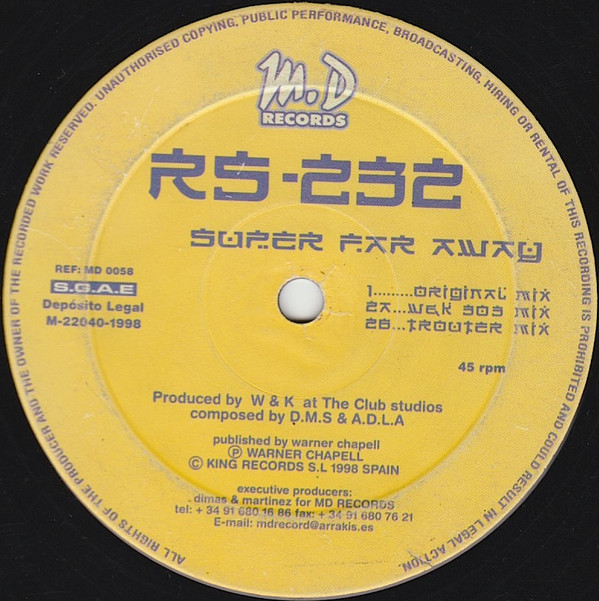 ALL RIGHTS OF THE PRODUCER AND THE OWNER OF THE RECORDED WORK RESERVED. UNAUTHORISED COPYING, PUBLIC PERFORMANCE, BROADCASTING, HIRING OR RENTAL OF THIS RECORDING IS PROHIBITED AND COULD RESULT IN LEGAL ACTION.
M.D
RECORDS
RS-232
SUPER FAR AWAY
REF: MD 0058
S.G.A.E
Depósito Legal
M-22040-1998
1.........ORIGINAL MIX
2A...W&K 303 MIX
2B...TROUTER MIX
45 rpm
Produced by W & K at The Club studios
composed by D.M.S & A.D.L.A
published by warner chapell
Ⓟ WARNER CHAPELL
© KING RECORDS S.L 1998 SPAIN
executive producers:
dimas & martinez for MD RECORDS
tel: + 34 91 680 16 86 fax: + 34 91 680 76 21
E-mail: mdrecord@arrakis.es